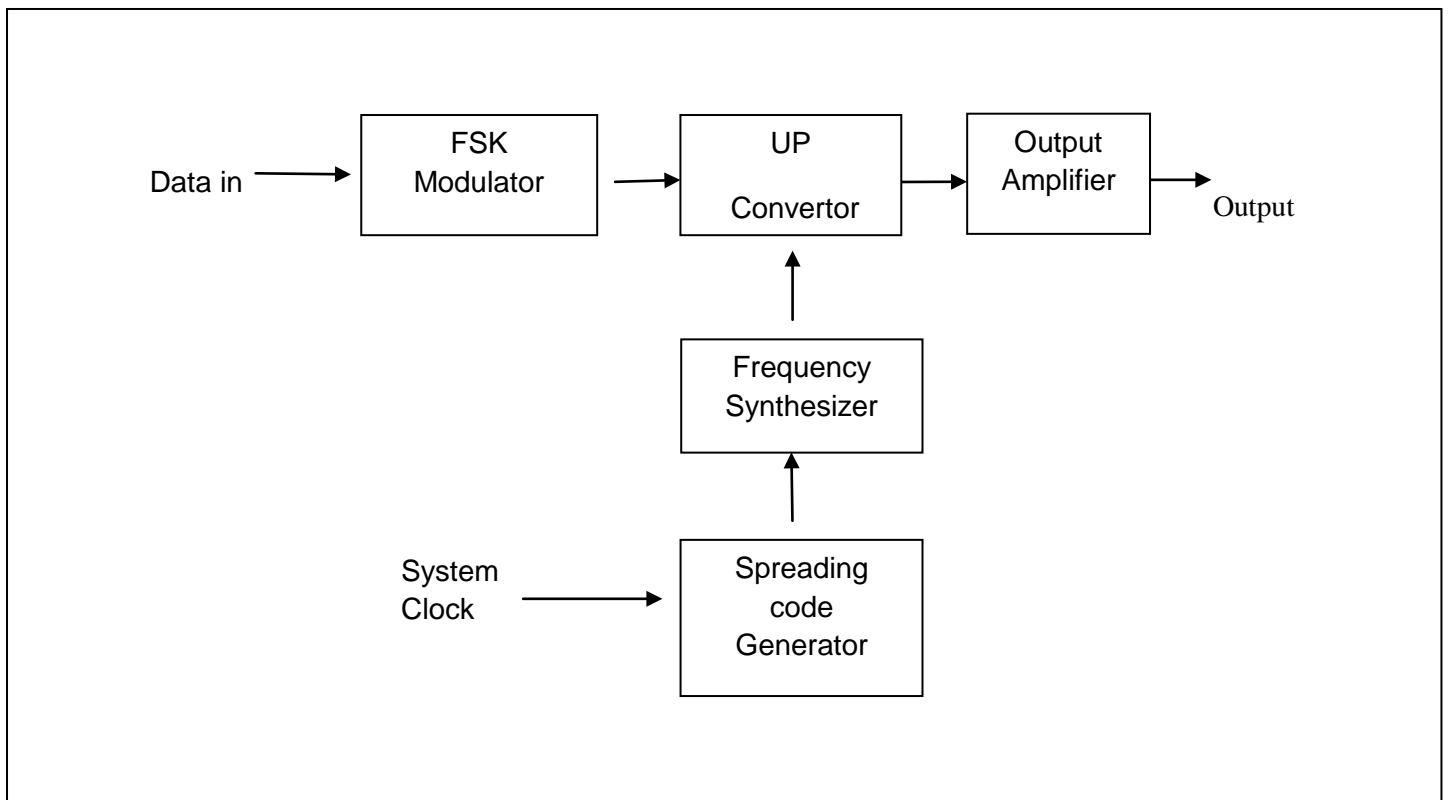 Data in
FSK
Modulator
UP
Convertor
Output
Amplifier
Output
Frequency
Synthesizer
System
Clock
Spreading
code
Generator